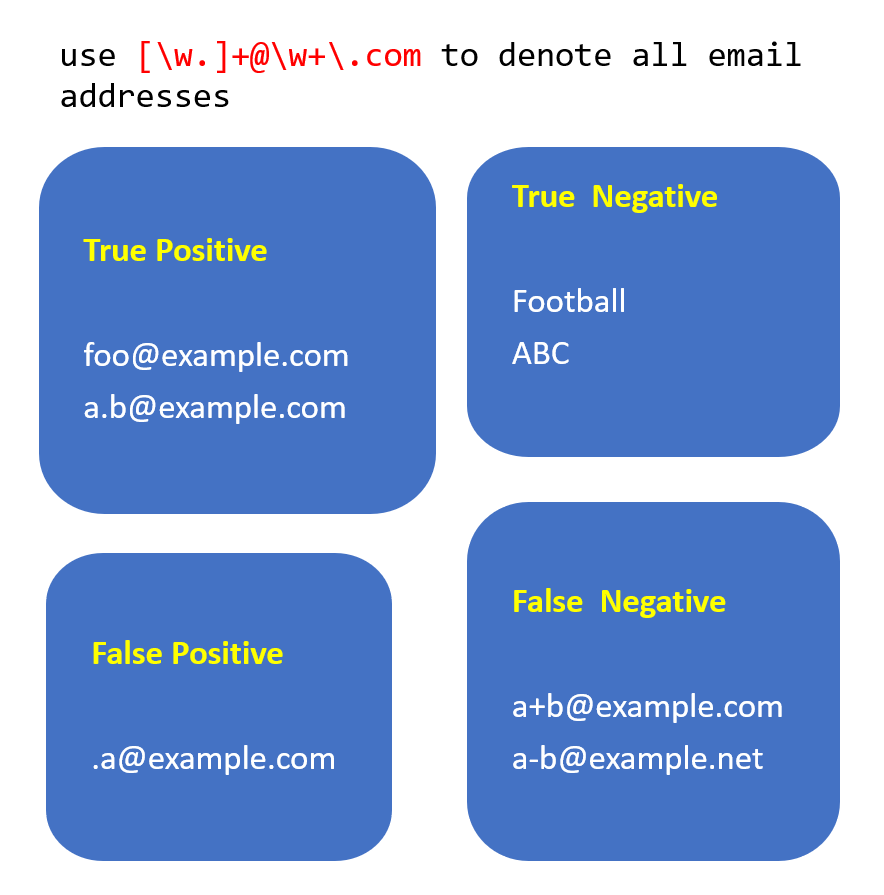 use [\w.]+@\w+\.com to denote all email
addresses
True Positive
foo@example.com
a.b@example.com
True  Negative
Football
ABC
False Positive
.a@example.com
False  Negative
a+b@example.com
a-b@example.net